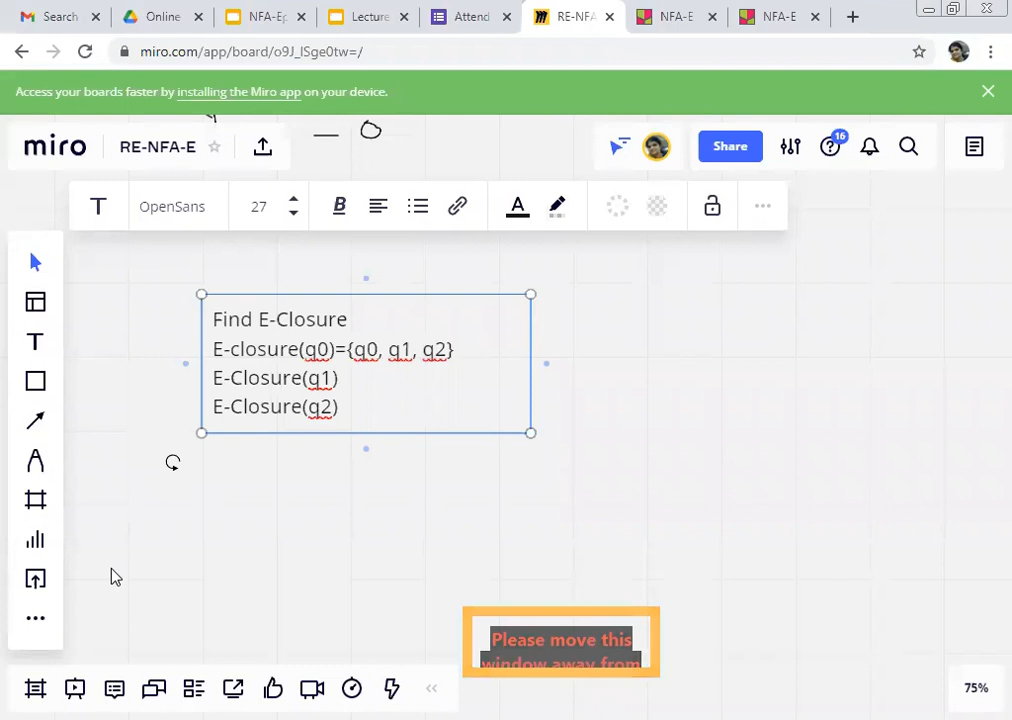 Search
Online
NFA-Ep
Lecture
Attend
RE-NFA
NFA-E
NFA-E
miro.com/app/board/o9J_lSge0tw=/
Access your boards faster by installing the Miro app on your device.
miro
RE-NFA-E
Share
16
T
OpenSans
27
B
A
T
Find E-Closure
E-closure(q0)={q0, q1, q2}
E-Closure(q1)
E-Closure(q2)
Please move this
window away from
75%